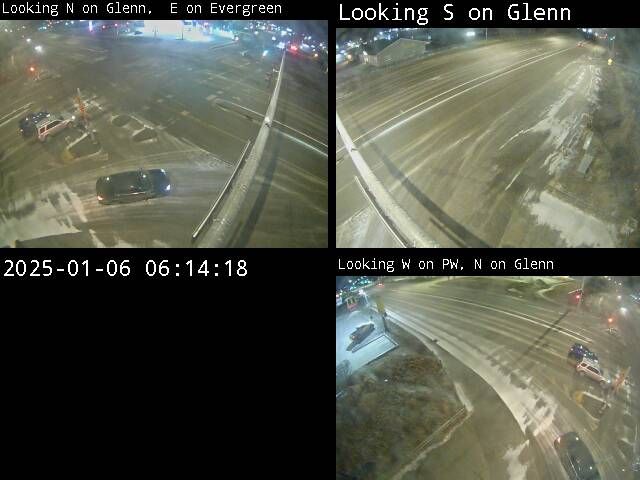 Looking N on Glenn,  E on Evergreen
Looking S on Glenn
2025-01-06 06:14:18
Looking W on PW, N on Glenn